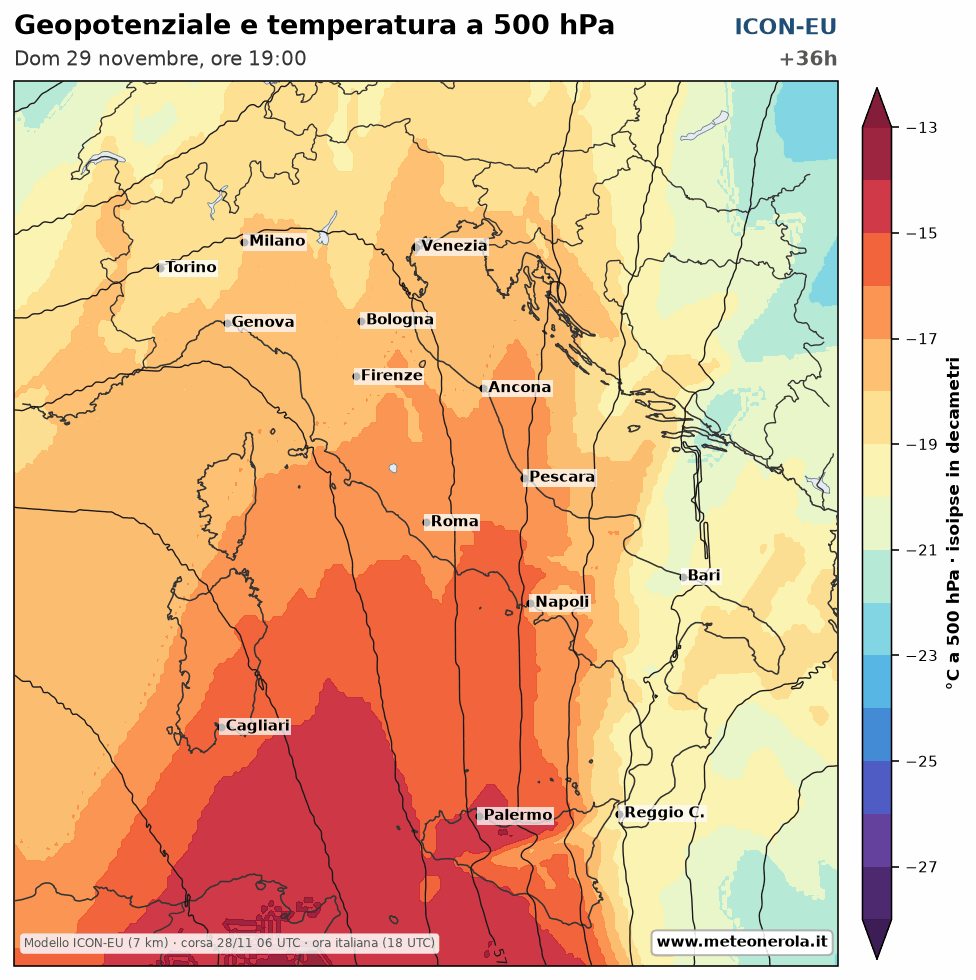 Geopotenziale e temperatura a 500 hPa
ICON-EU
Dom 29 novembre, ore 19:00
+36h
Milano
Venezia
Torino
Genova
Bologna
Firenze
Ancona
Pescara
Roma
Bari
Napoli
Cagliari
Palermo
Reggio C.
57
Modello ICON-EU (7 km) · corsa 28/11 06 UTC · ora italiana (18 UTC)
www.meteonerola.it
−13
−15
−17
−19
−21
−23
−25
−27
°C a 500 hPa · isoipse in decametri